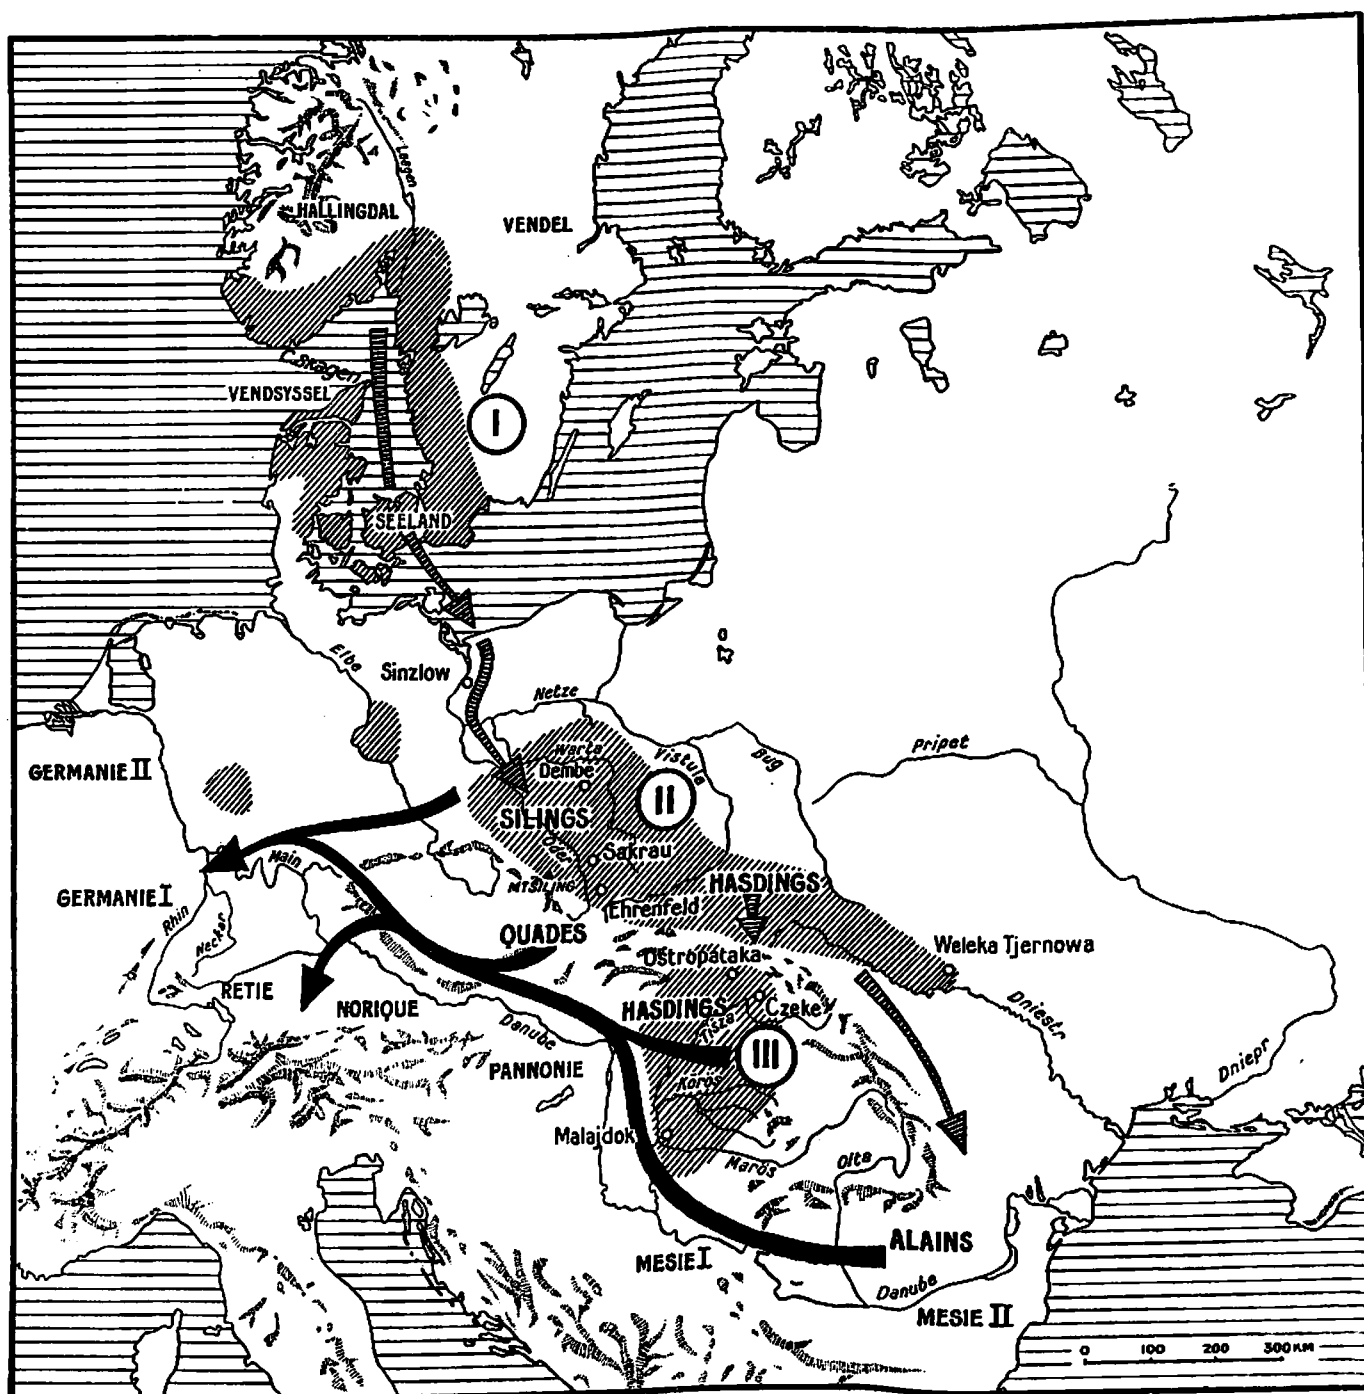 Laegen
HALLINGDAL
VENDEL
C. Skagen
VENDSYSSEL
I
SEELAND
Elbe
Sinzlow
Netze
Warta
Dembe
Vistule
Bug
Pripet
GERMANIE II
II
SILINGS
Oder
Sakrau
Main
MT SILING
HASDINGS
GERMANIE I
Ehrenfeld
Rhin
Neckar
QUADES
Weleka Tjernowa
Ostropataka
RETIE
NORIQUE
HASDINGS
Czeke
Tisza
Dniestr
Danube
III
Dniepr
PANNONIE
Koros
Malajdok
Maros
Olta
ALAINS
MESIE I
Danube
MESIE II
0 100 200 300 KM